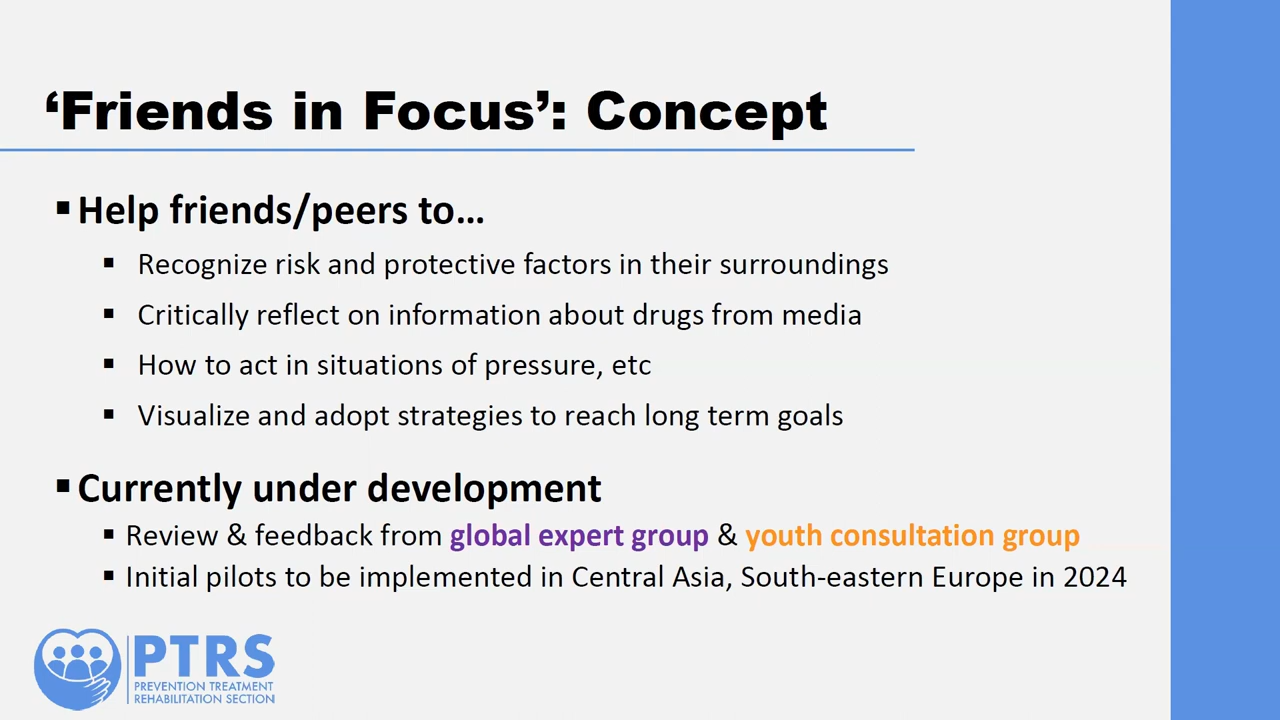 ‘Friends in Focus’: Concept
▪ Help friends/peers to…
▪ Recognize risk and protective factors in their surroundings
▪ Critically reflect on information about drugs from media
▪ How to act in situations of pressure, etc
▪ Visualize and adopt strategies to reach long term goals
▪ Currently under development
▪ Review & feedback from global expert group & youth consultation group
▪ Initial pilots to be implemented in Central Asia, South-eastern Europe in 2024
PTRS
PREVENTION TREATMENT
REHABILITATION SECTION